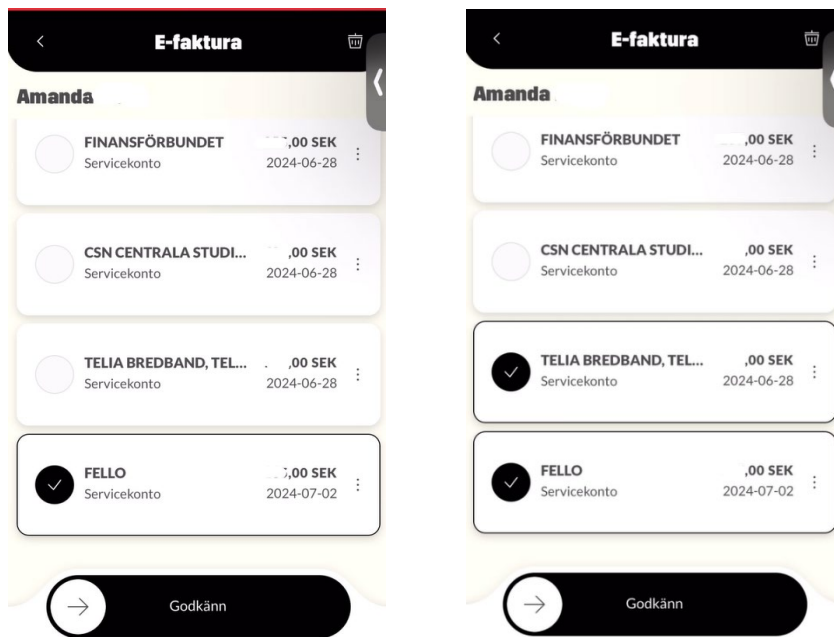 E-faktura
Amanda
FINANSFÖRBUNDET ,00 SEK
Servicekonto 2024-06-28
CSN CENTRALA STUDI... ,00 SEK
Servicekonto 2024-06-28
TELIA BREDBAND, TEL... ,00 SEK
Servicekonto 2024-06-28
FELLO ,00 SEK
Servicekonto 2024-07-02
Godkänn
E-faktura
Amanda
FINANSFÖRBUNDET ,00 SEK
Servicekonto 2024-06-28
CSN CENTRALA STUDI... ,00 SEK
Servicekonto 2024-06-28
TELIA BREDBAND, TEL... ,00 SEK
Servicekonto 2024-06-28
FELLO ,00 SEK
Servicekonto 2024-07-02
Godkänn